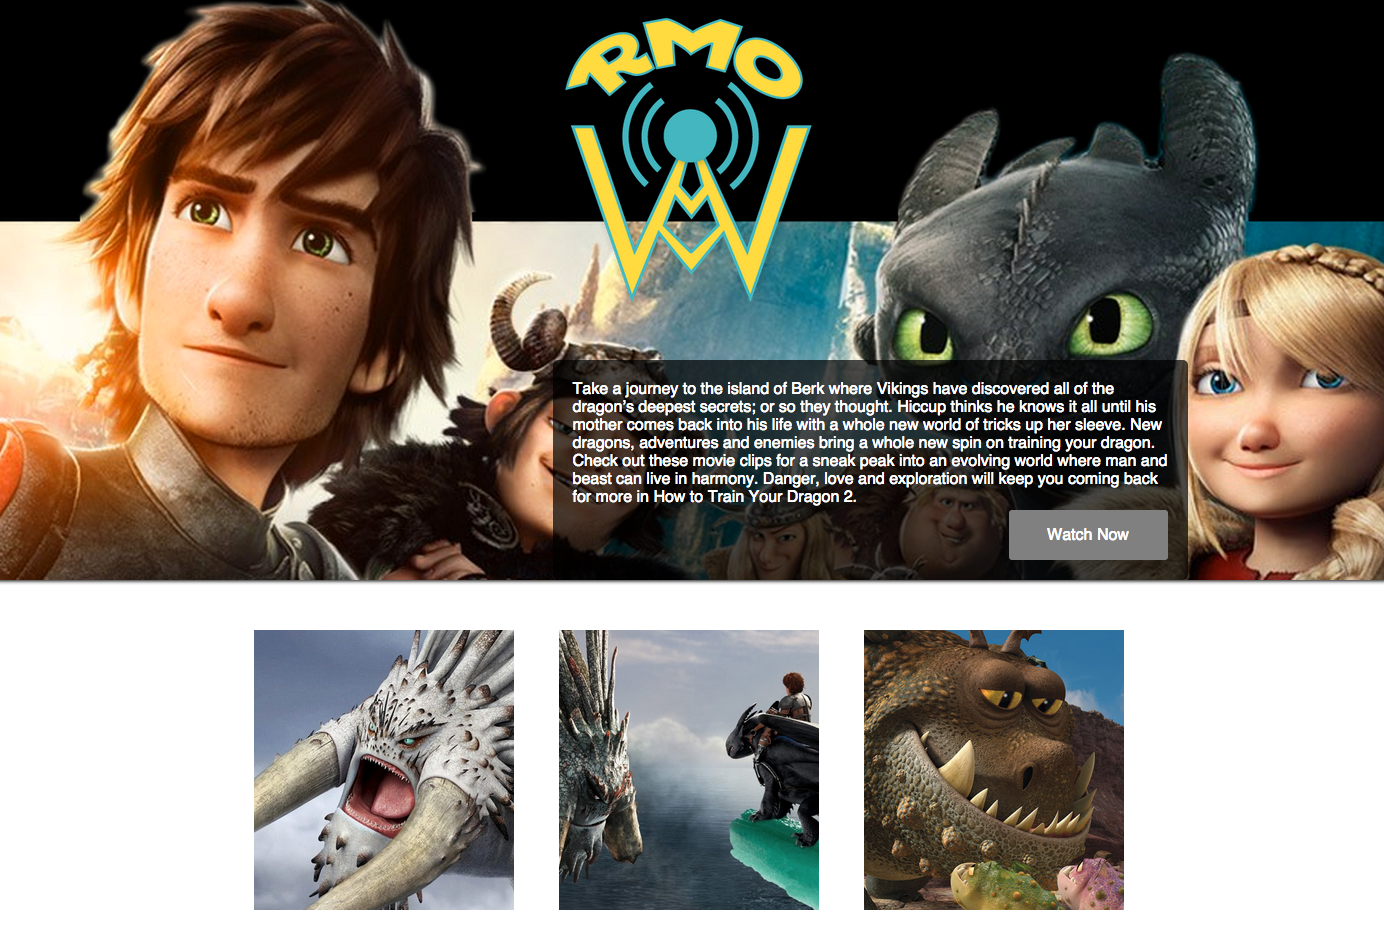 RMO
W
Take a journey to the island of Berk where Vikings have discovered all of the
dragon's deepest secrets; or so they thought. Hiccup thinks he knows it all until his
mother comes back into his life with a whole new world of tricks up her sleeve. New
dragons, adventures and enemies bring a whole new spin on training your dragon.
Check out these movie clips for a sneak peak into an evolving world where man and
beast can live in harmony. Danger, love and exploration will keep you coming back
for more in How to Train Your Dragon 2.
Watch Now